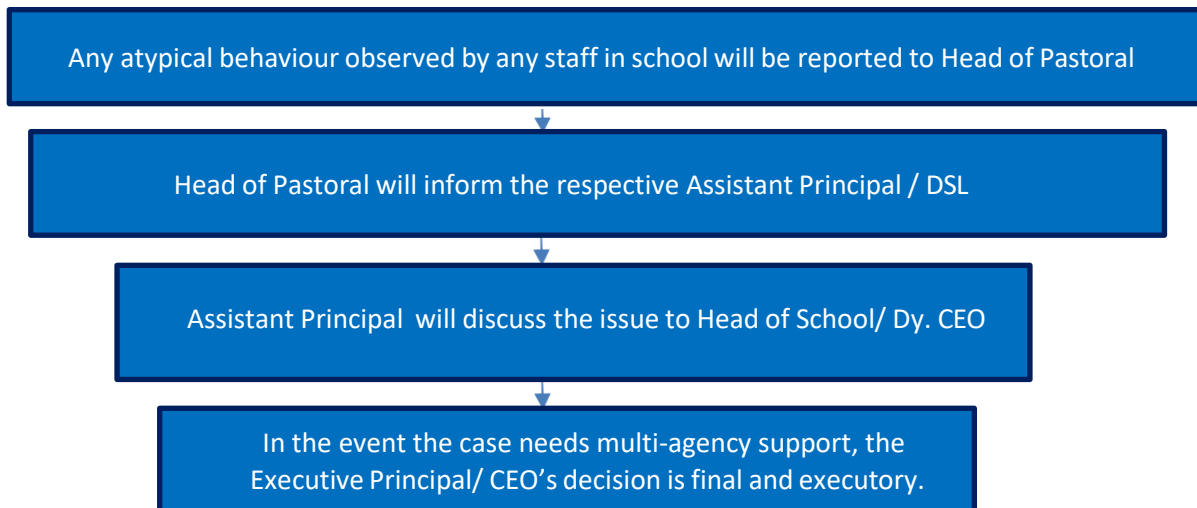 Any atypical behaviour observed by any staff in school will be reported to Head of Pastoral
Head of Pastoral will inform the respective Assistant Principal / DSL
Assistant Principal  will discuss the issue to Head of School/ Dy. CEO
In the event the case needs multi-agency support, the
Executive Principal/ CEO’s decision is final and executory.